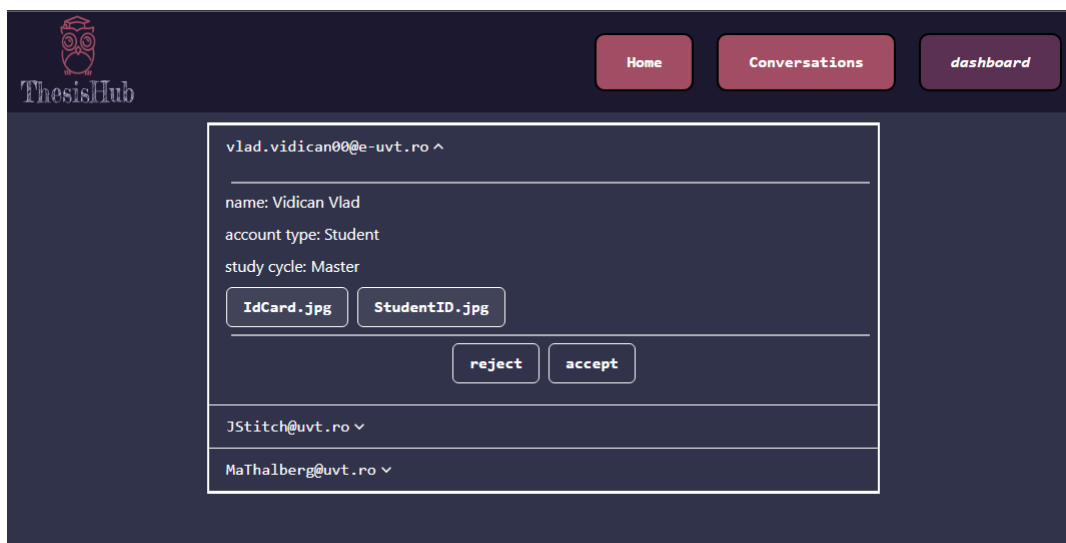 ThesisHub
Home Conversations dashboard
vlad.vidican00@e-uvt.ro
name: Vidican Vlad
account type: Student
study cycle: Master
IdCard.jpg StudentID.jpg
reject accept
JStitch@uvt.ro
MaThalberg@uvt.ro